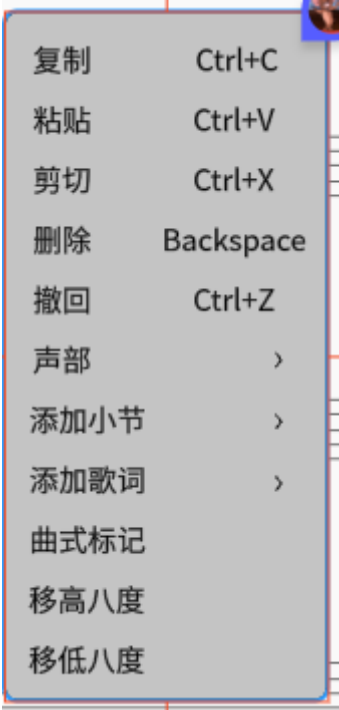 复制 Ctrl+C
粘贴 Ctrl+V
剪切 Ctrl+X
删除 Backspace
撤回 Ctrl+Z
声部 >
添加小节 >
添加歌词 >
曲式标记
移高八度
移低八度